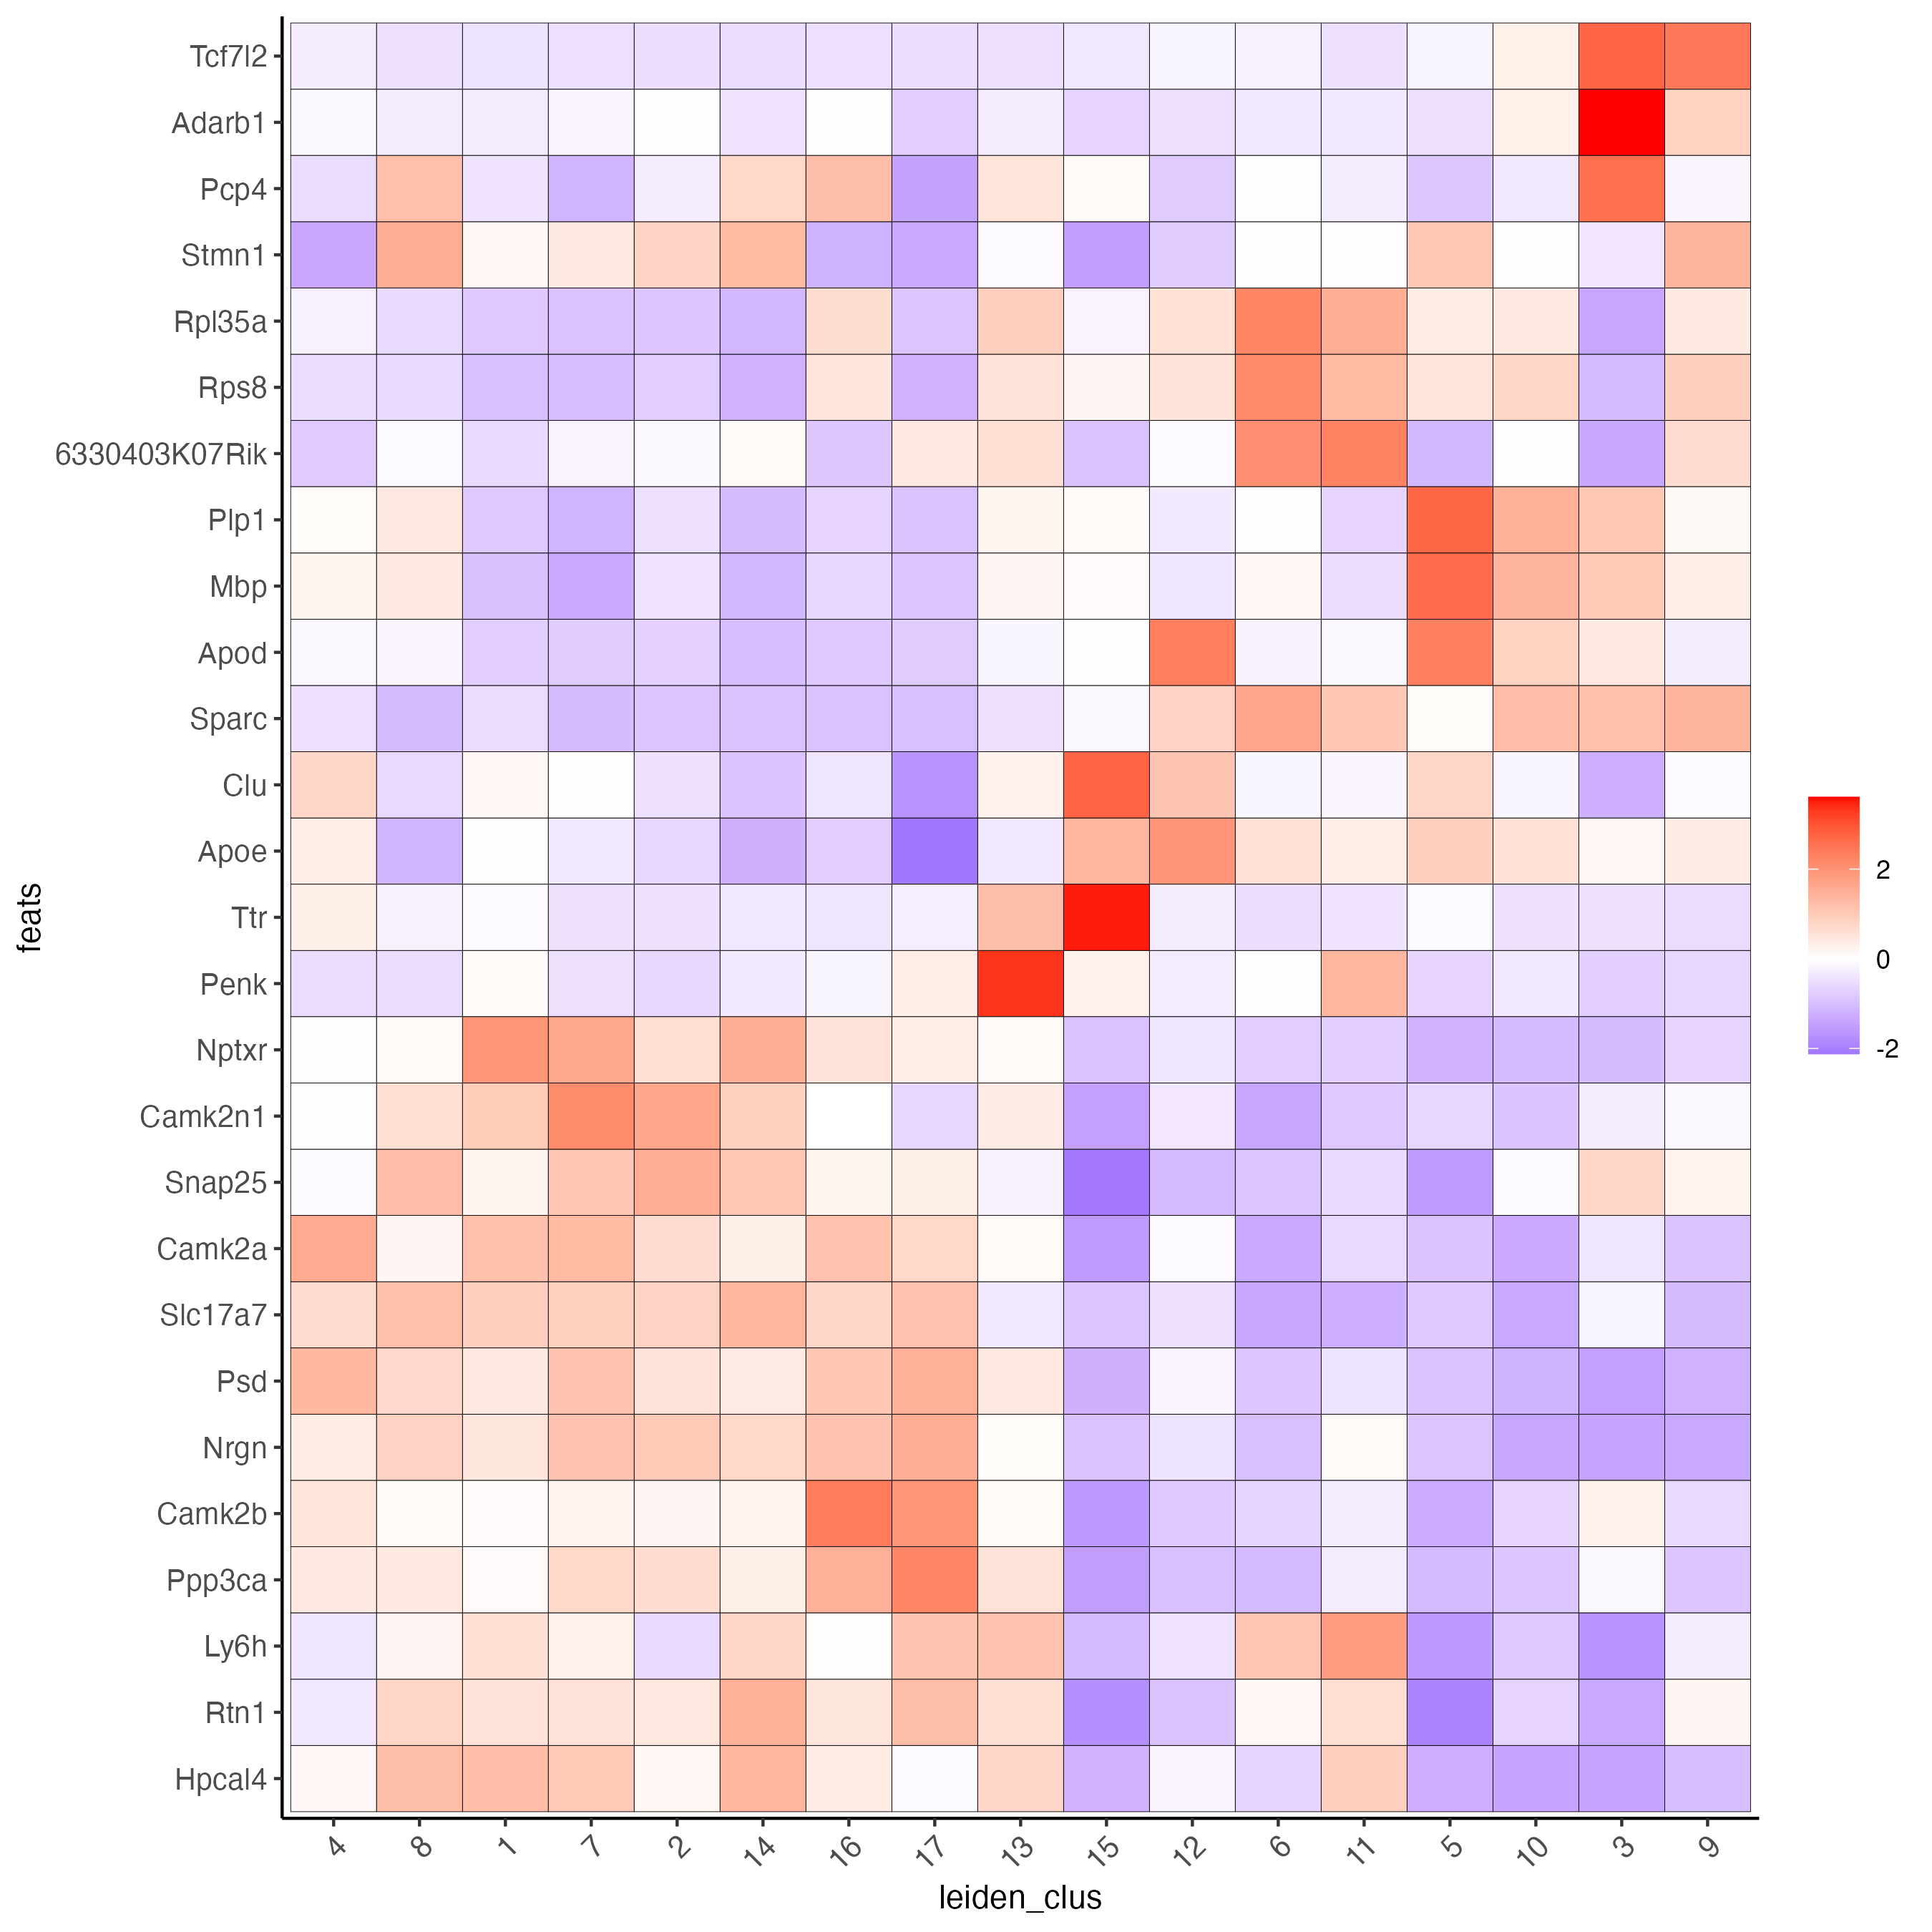 Tcf7l2
Adarb1
Pcp4
Stmn1
Rpl35a
Rps8
6330403K07Rik
Plp1
Mbp
Apod
Sparc
Clu
Apoe
Ttr
Penk
Nptxr
Camk2n1
Snap25
Camk2a
Slc17a7
Psd
Nrgn
Camk2b
Ppp3ca
Ly6h
Rtn1
Hpcal4
feats
4 8 1 7 2 14 16 17 13 15 12 6 11 5 10 3 9
leiden_clus
2
0
-2